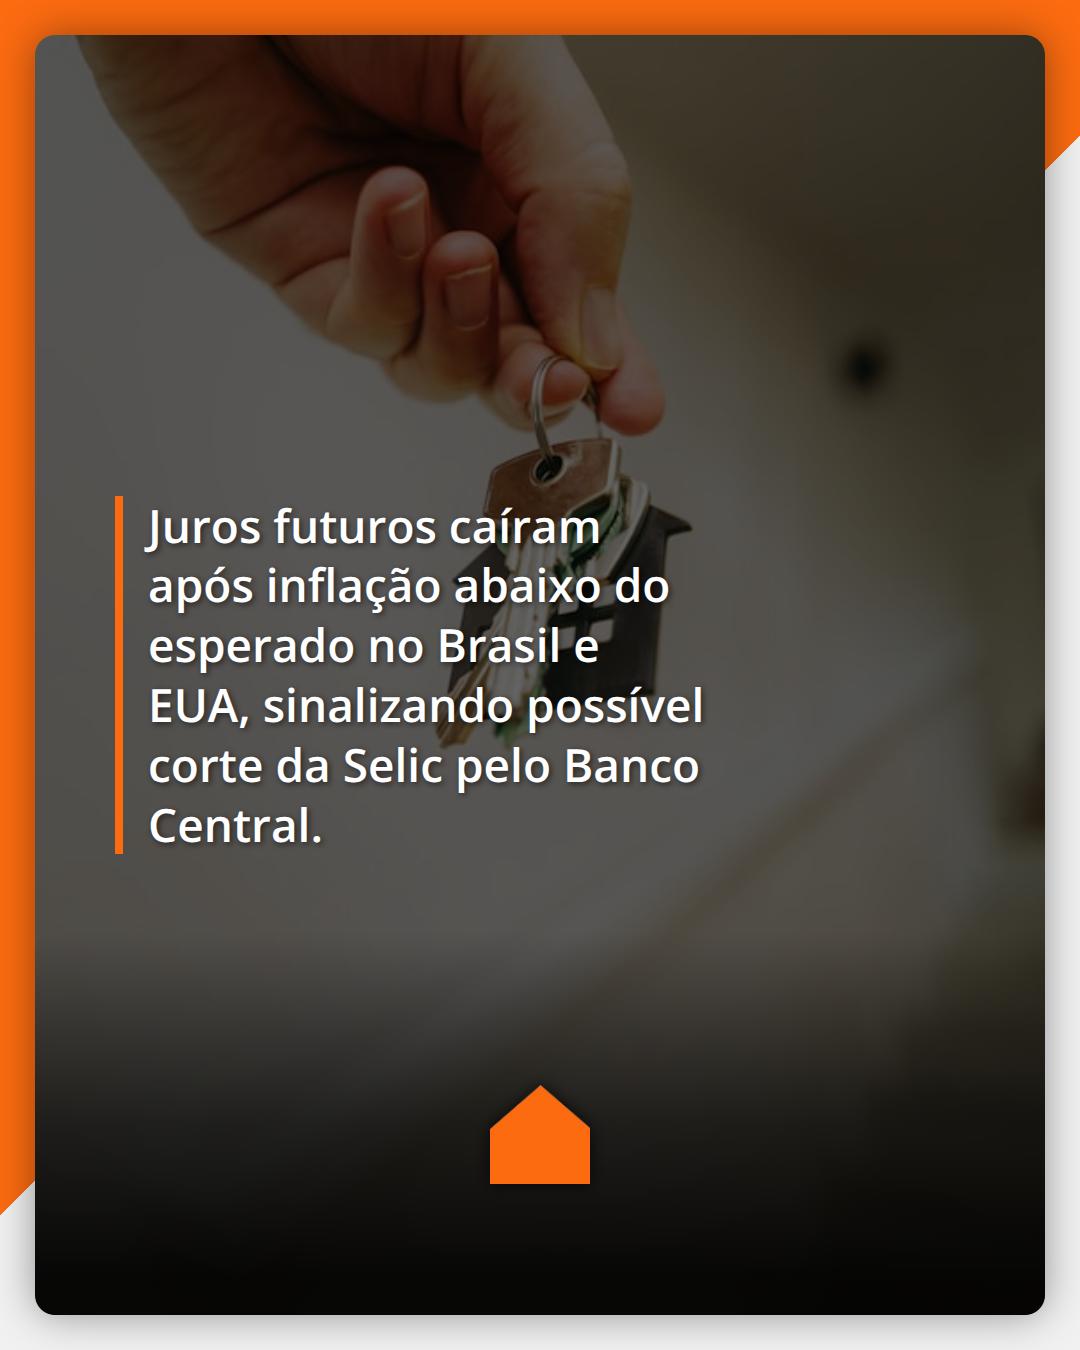 Juros futuros caíram
após inflação abaixo do
esperado no Brasil e
EUA, sinalizando possível
corte da Selic pelo Banco
Central.